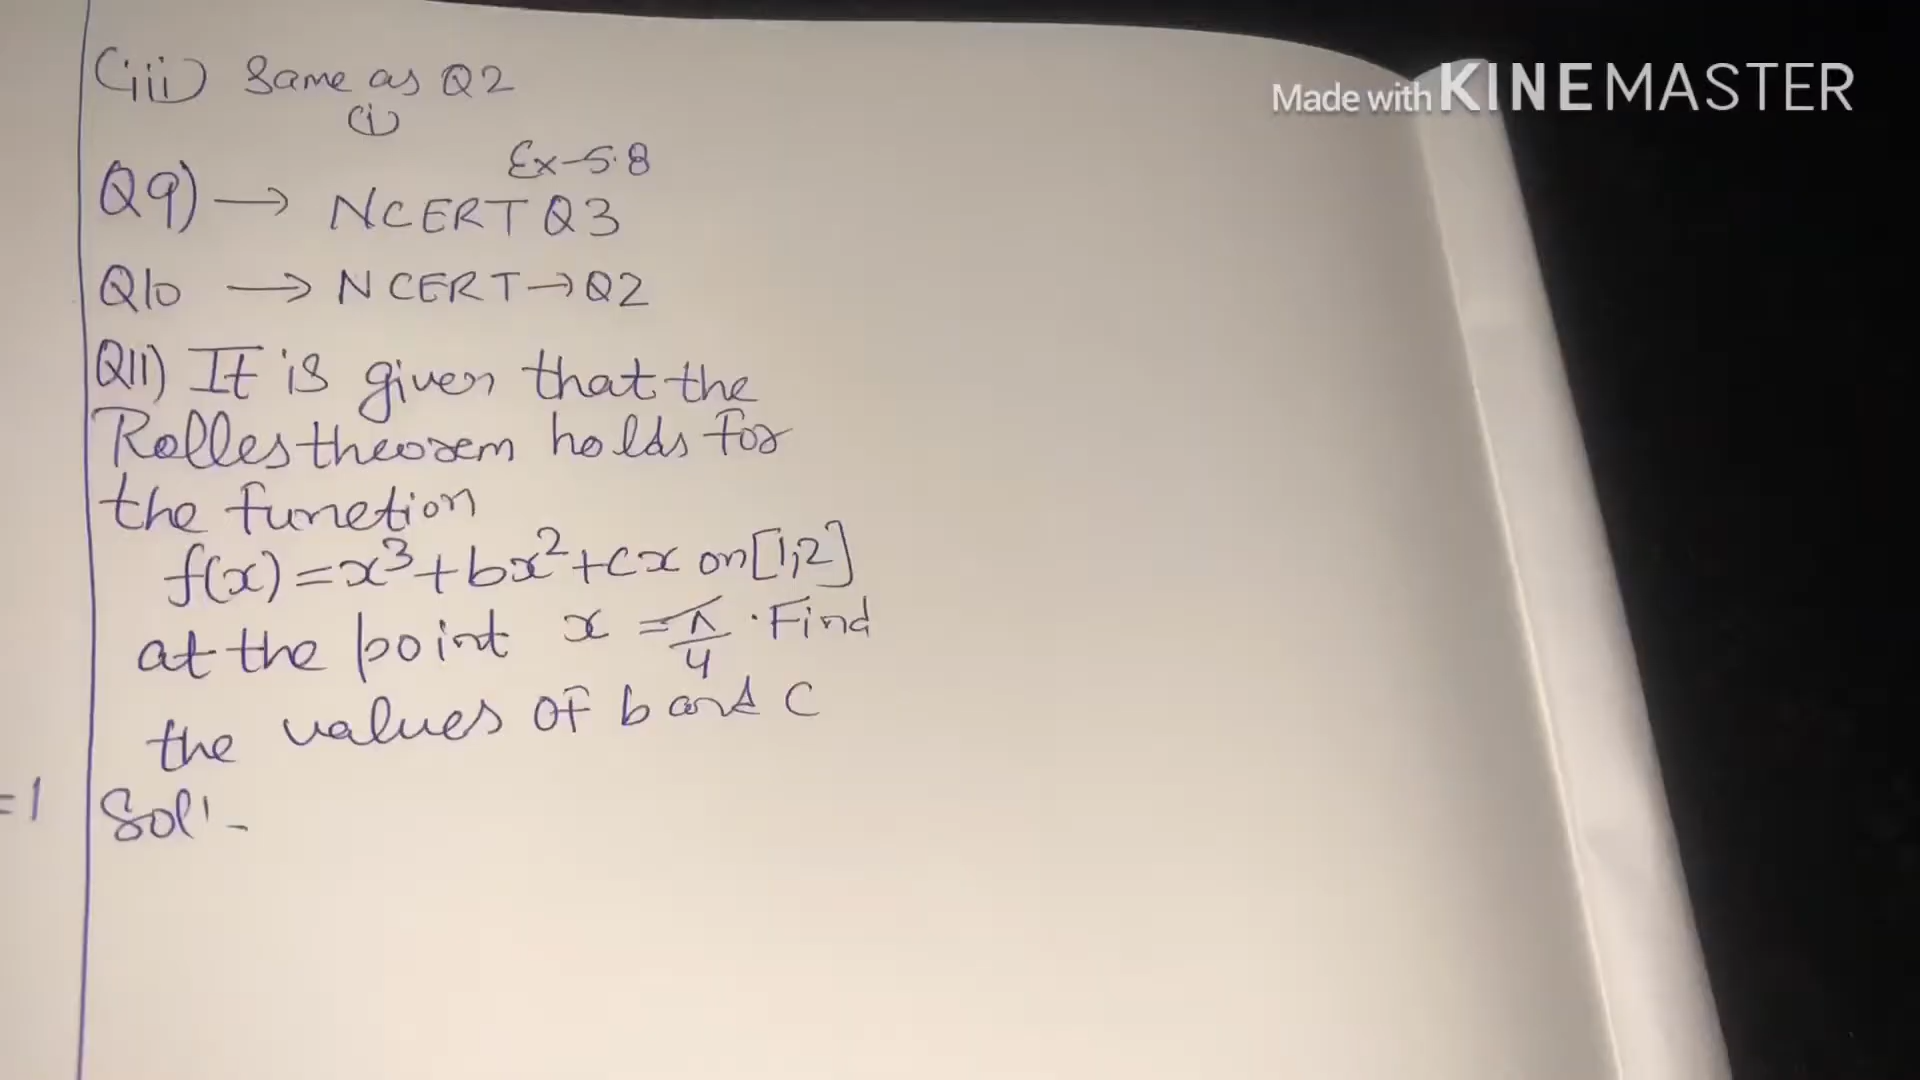 Made with KINEMASTER
(iii) Same as Q2
(i)
Ex-5.8
Q9) → NCERT Q3
Q10 → NCERT → Q2
Q11) It is given that the
Rolles theorem holds for
the function
f(x) = x³ + bx² + cx on [1,2]
at the point x = π/4 . Find
the values of b and c
=1
Sol'-